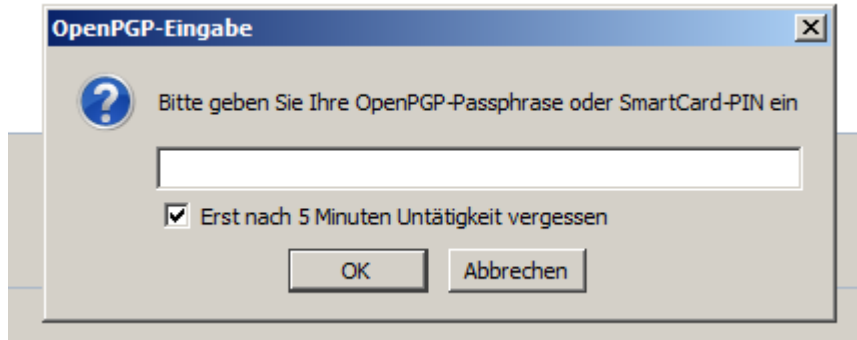 OpenPGP-Eingabe
Bitte geben Sie Ihre OpenPGP-Passphrase oder SmartCard-PIN ein
Erst nach 5 Minuten Untätigkeit vergessen
OK Abbrechen